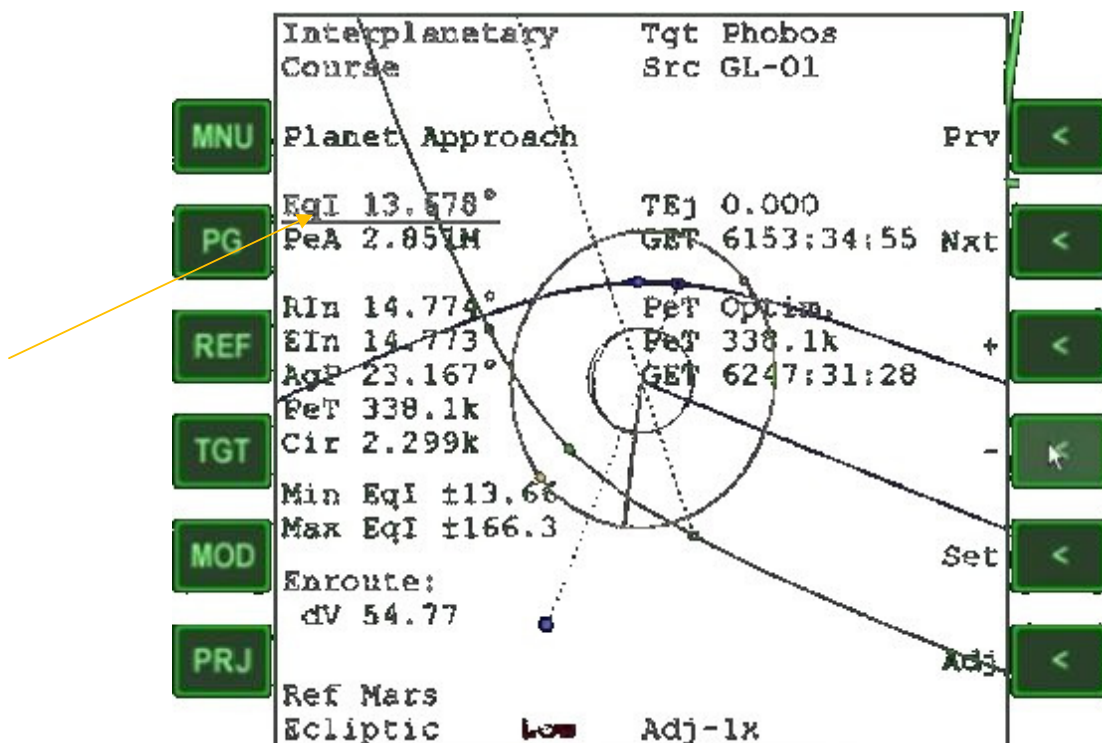 Interplanetary Tgt Phobos
Course Src GL-01
MNU Planet Approach Prv <
EqI 13.678° TEj 0.000
PG PeA 2.851M GET 6153:34:55 Nxt <
RIn 14.774° PeT Optim.
REF EIn 14.773° PeT 338.1k + <
AgP 23.167° GET 6247:31:28
PeT 338.1k
TGT Cir 2.299k - <
Min EqI ±13.66
Max EqI ±166.3
MOD Set <
Enroute:
dV 54.77
PRJ Adj <
Ref Mars
Ecliptic Low Adj-1x